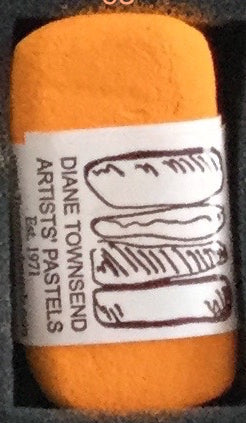 DIANE TOWNSEND
ARTISTS' PASTELS
Est. 1971